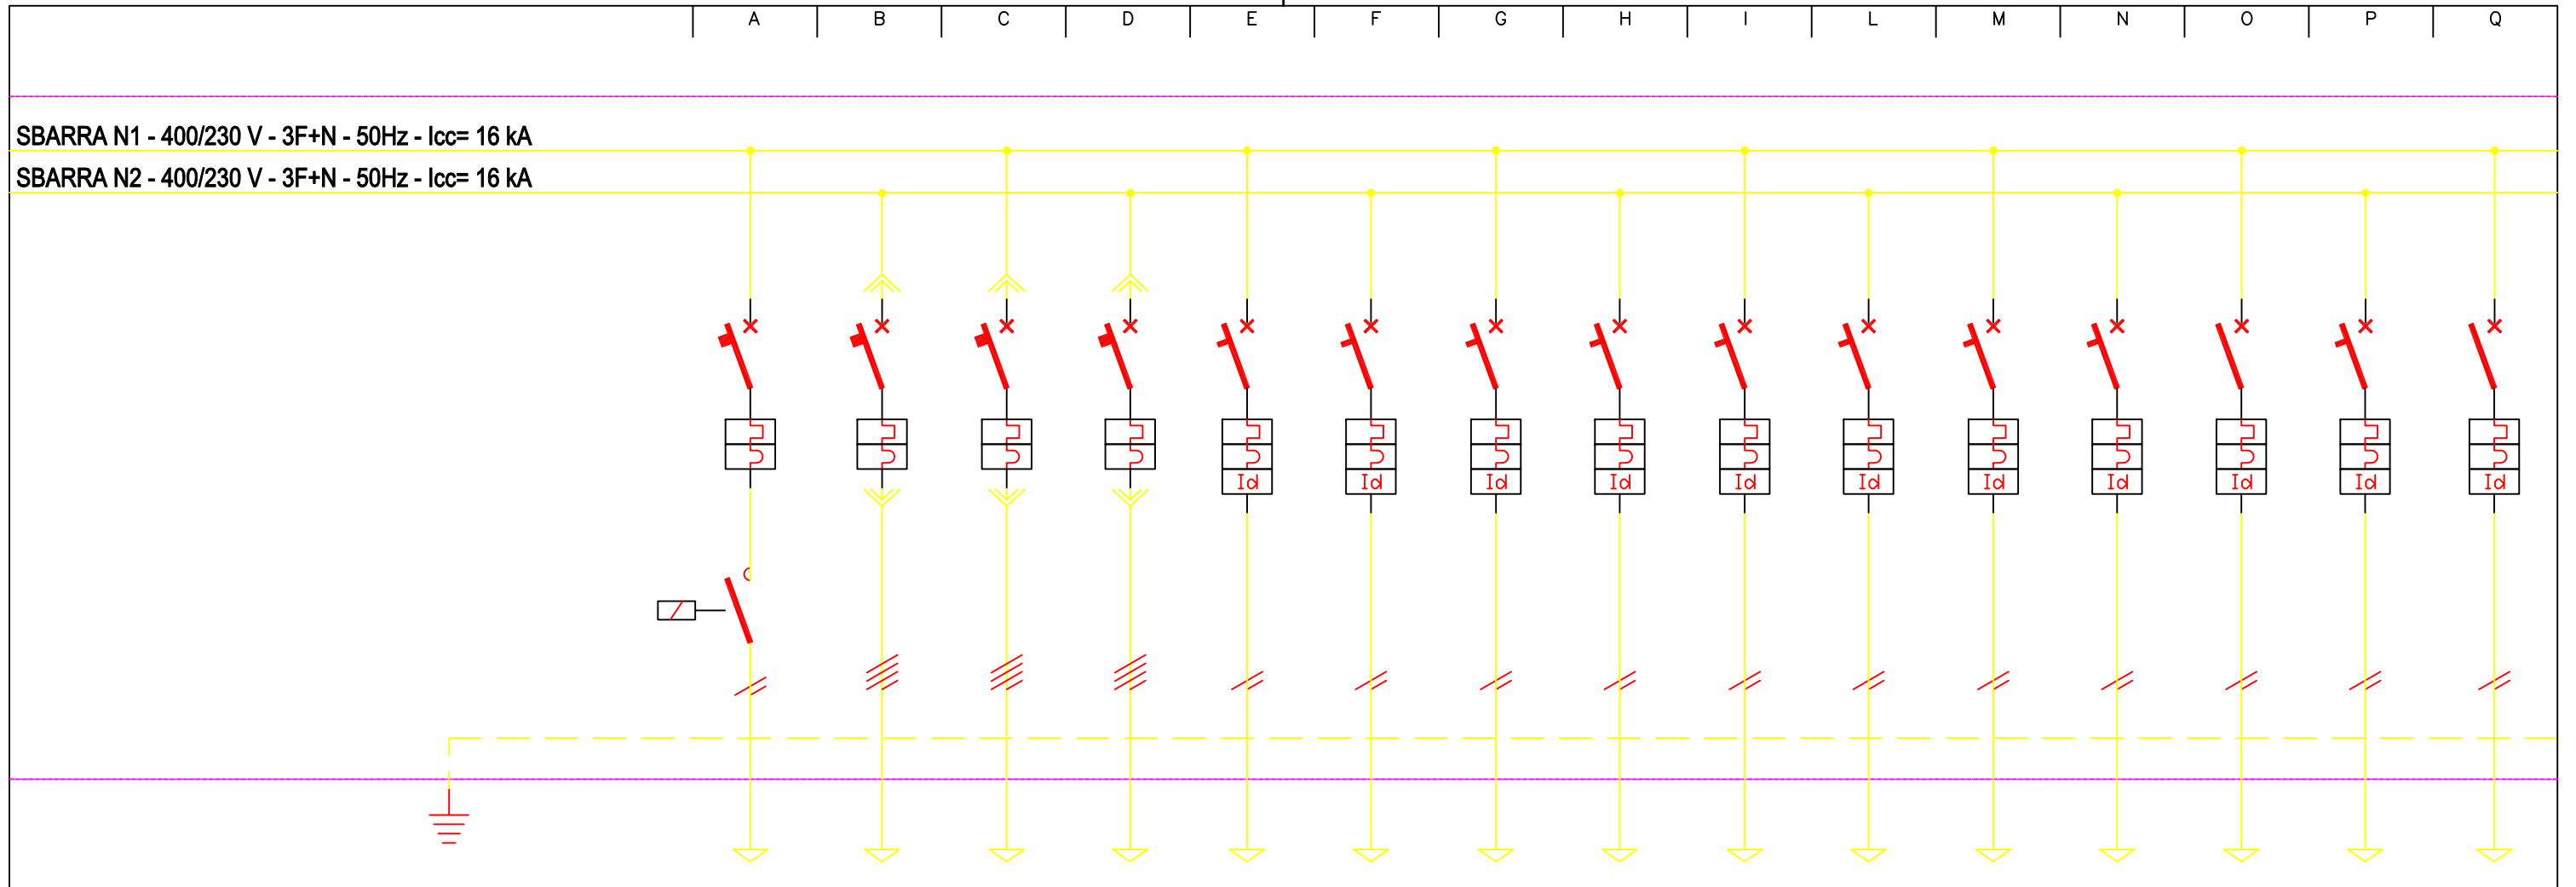 A B C D E F G H I L M N O P Q
SBARRA N1 - 400/230 V - 3F+N - 50Hz - Icc= 16 kA
SBARRA N2 - 400/230 V - 3F+N - 50Hz - Icc= 16 kA
Id Id Id Id Id Id Id Id Id Id Id